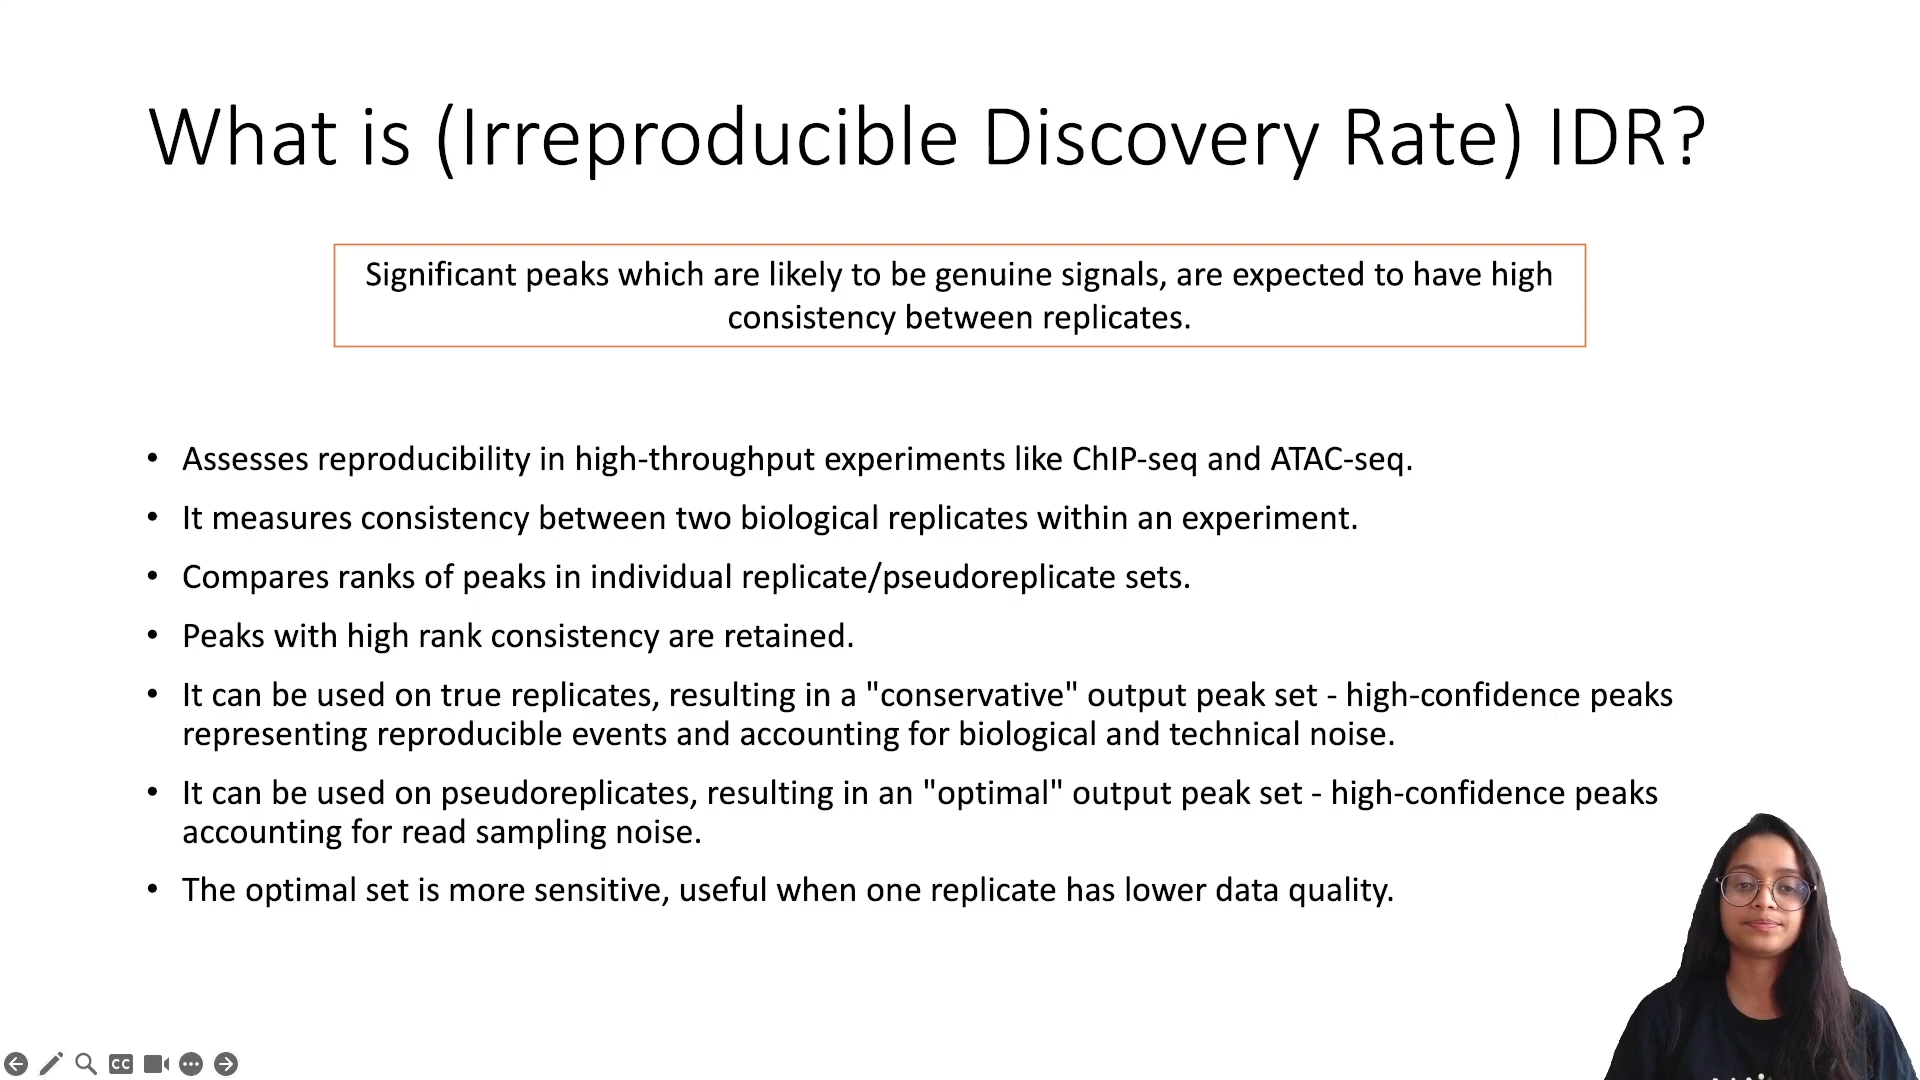 What is (Irreproducible Discovery Rate) IDR?
Significant peaks which are likely to be genuine signals, are expected to have high
consistency between replicates.
• Assesses reproducibility in high-throughput experiments like ChIP-seq and ATAC-seq.
• It measures consistency between two biological replicates within an experiment.
• Compares ranks of peaks in individual replicate/pseudoreplicate sets.
• Peaks with high rank consistency are retained.
• It can be used on true replicates, resulting in a "conservative" output peak set - high-confidence peaks
representing reproducible events and accounting for biological and technical noise.
• It can be used on pseudoreplicates, resulting in an "optimal" output peak set - high-confidence peaks
accounting for read sampling noise.
• The optimal set is more sensitive, useful when one replicate has lower data quality.
CC